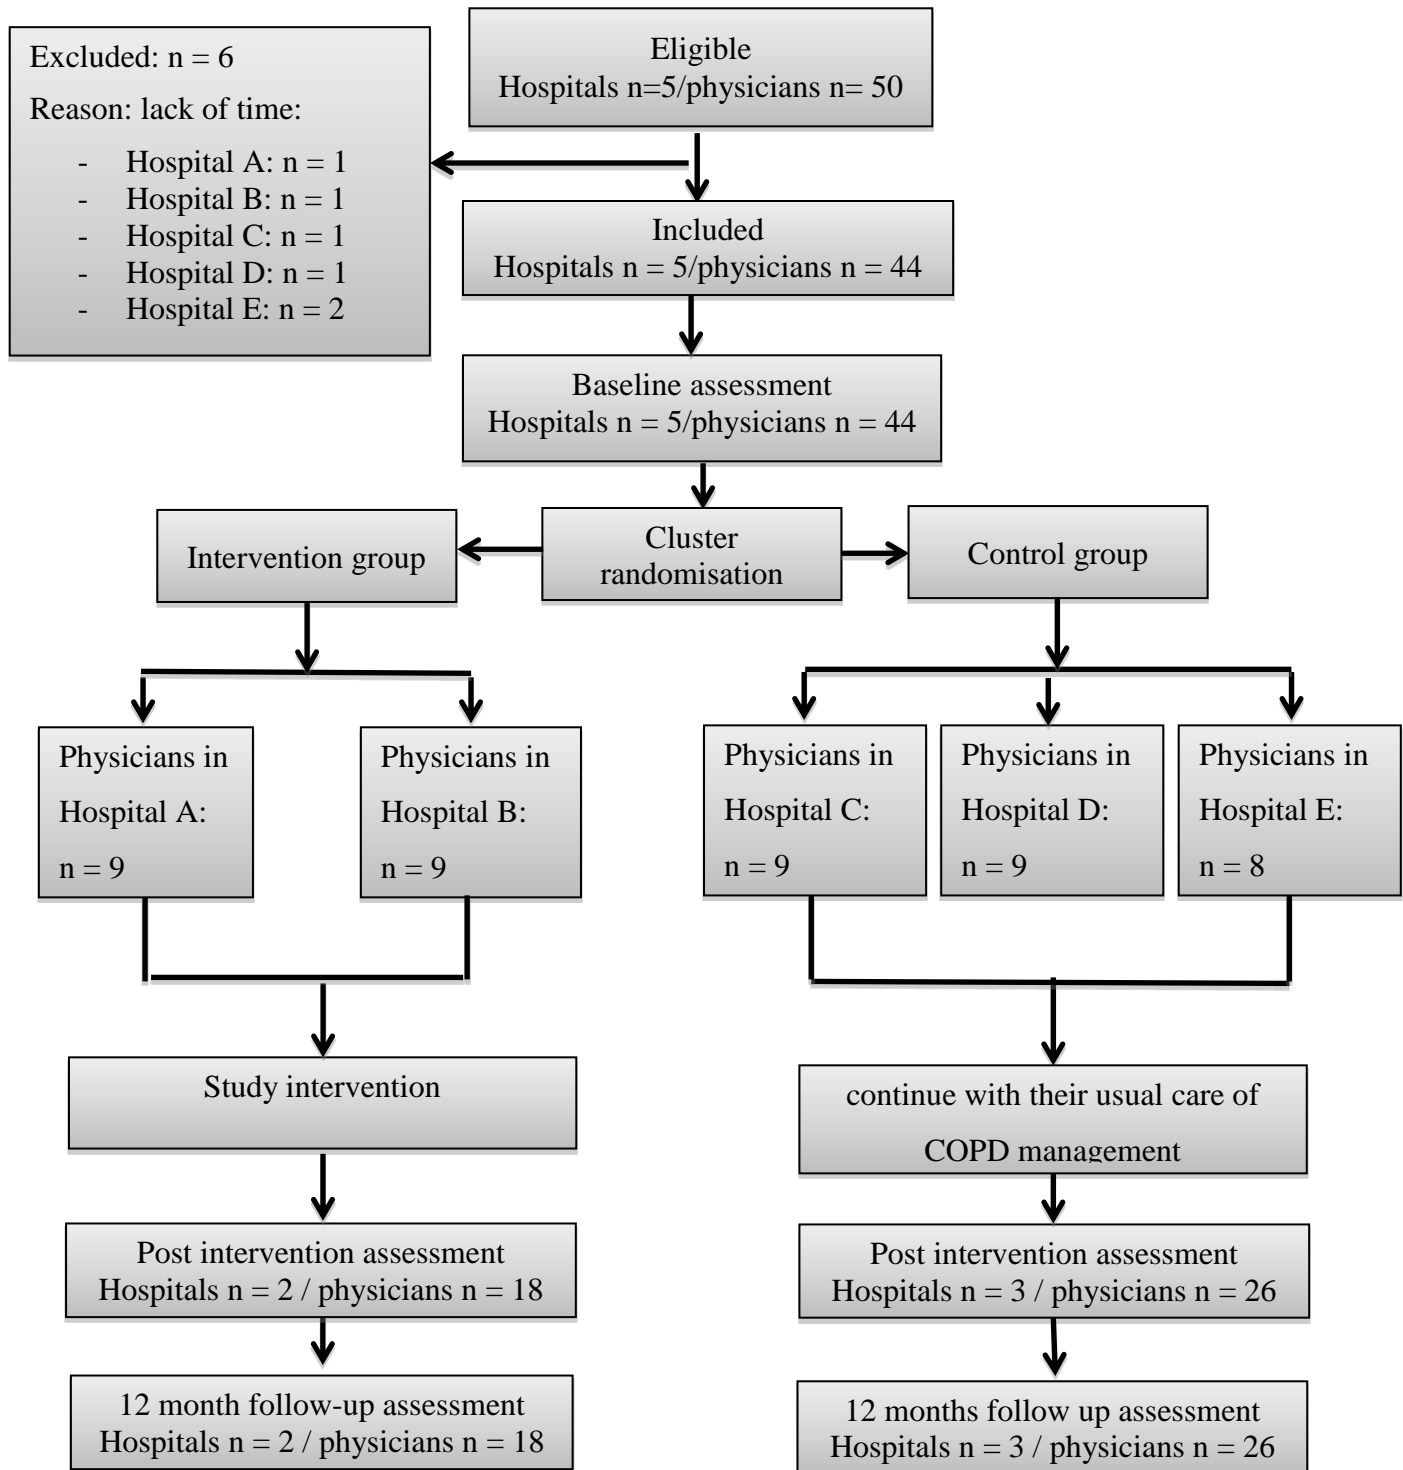 Eligible
Hospitals n=5/physicians n= 50
Excluded: n = 6
Reason: lack of time:
- Hospital A: n = 1
- Hospital B: n = 1
- Hospital C: n = 1
- Hospital D: n = 1
- Hospital E: n = 2
Included
Hospitals n = 5/physicians n = 44
Baseline assessment
Hospitals n = 5/physicians n = 44
Cluster
randomisation
Intervention group
Control group
Physicians in
Hospital A:
n = 9
Physicians in
Hospital B:
n = 9
Physicians in
Hospital C:
n = 9
Physicians in
Hospital D:
n = 9
Physicians in
Hospital E:
n = 8
Study intervention
continue with their usual care of
COPD management
Post intervention assessment
Hospitals n = 2 / physicians n = 18
Post intervention assessment
Hospitals n = 3 / physicians n = 26
12 month follow-up assessment
Hospitals n = 2 / physicians n = 18
12 months follow up assessment
Hospitals n = 3 / physicians n = 26